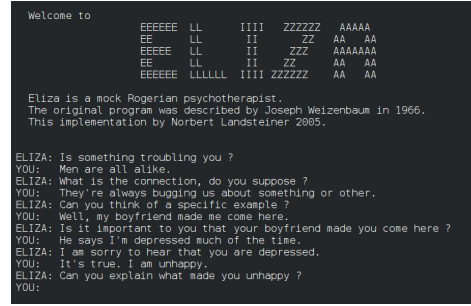 Welcome to
EEEEEE LL IIII ZZZZZZ AAAAA
EE LL II ZZ AA AA
EEEEE LL II ZZZ AAAAAAA
EE LL II ZZ AA AA
EEEEEE LLLLLL IIII ZZZZZZ AA AA
Eliza is a mock Rogerian psychotherapist.
The original program was described by Joseph Weizenbaum in 1966.
This implementation by Norbert Landsteiner 2005.
ELIZA: Is something troubling you ?
YOU: Men are all alike.
ELIZA: What is the connection, do you suppose ?
YOU: They're always bugging us about something or other.
ELIZA: Can you think of a specific example ?
YOU: Well, my boyfriend made me come here.
ELIZA: Is it important to you that your boyfriend made you come here ?
YOU: He says I'm depressed much of the time.
ELIZA: I am sorry to hear that you are depressed.
YOU: It's true. I am unhappy.
ELIZA: Can you explain what made you unhappy ?
YOU: